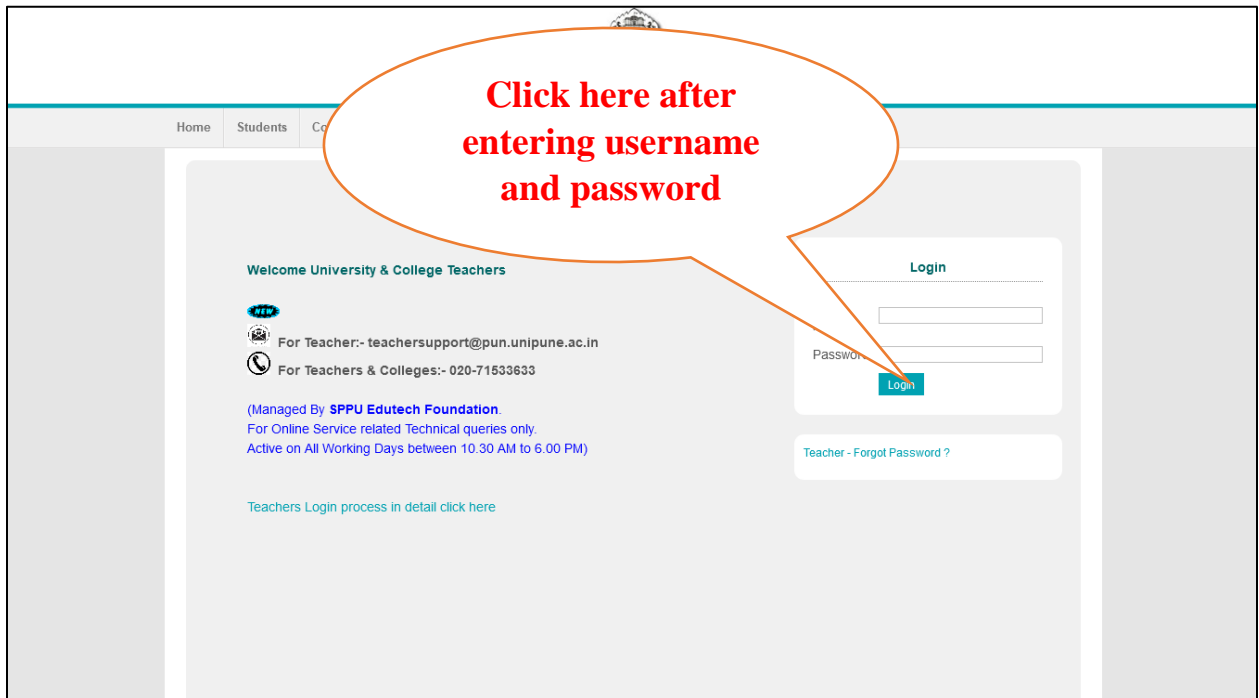 Click here after
entering username
and password
Home
Students
Welcome University & College Teachers
NEW
For Teacher:- teachersupport@pun.unipune.ac.in
For Teachers & Colleges:- 020-71533633
(Managed By SPPU Edutech Foundation.
For Online Service related Technical queries only.
Active on All Working Days between 10.30 AM to 6.00 PM)
Teachers Login process in detail click here
Login
Password
Login
Teacher - Forgot Password ?